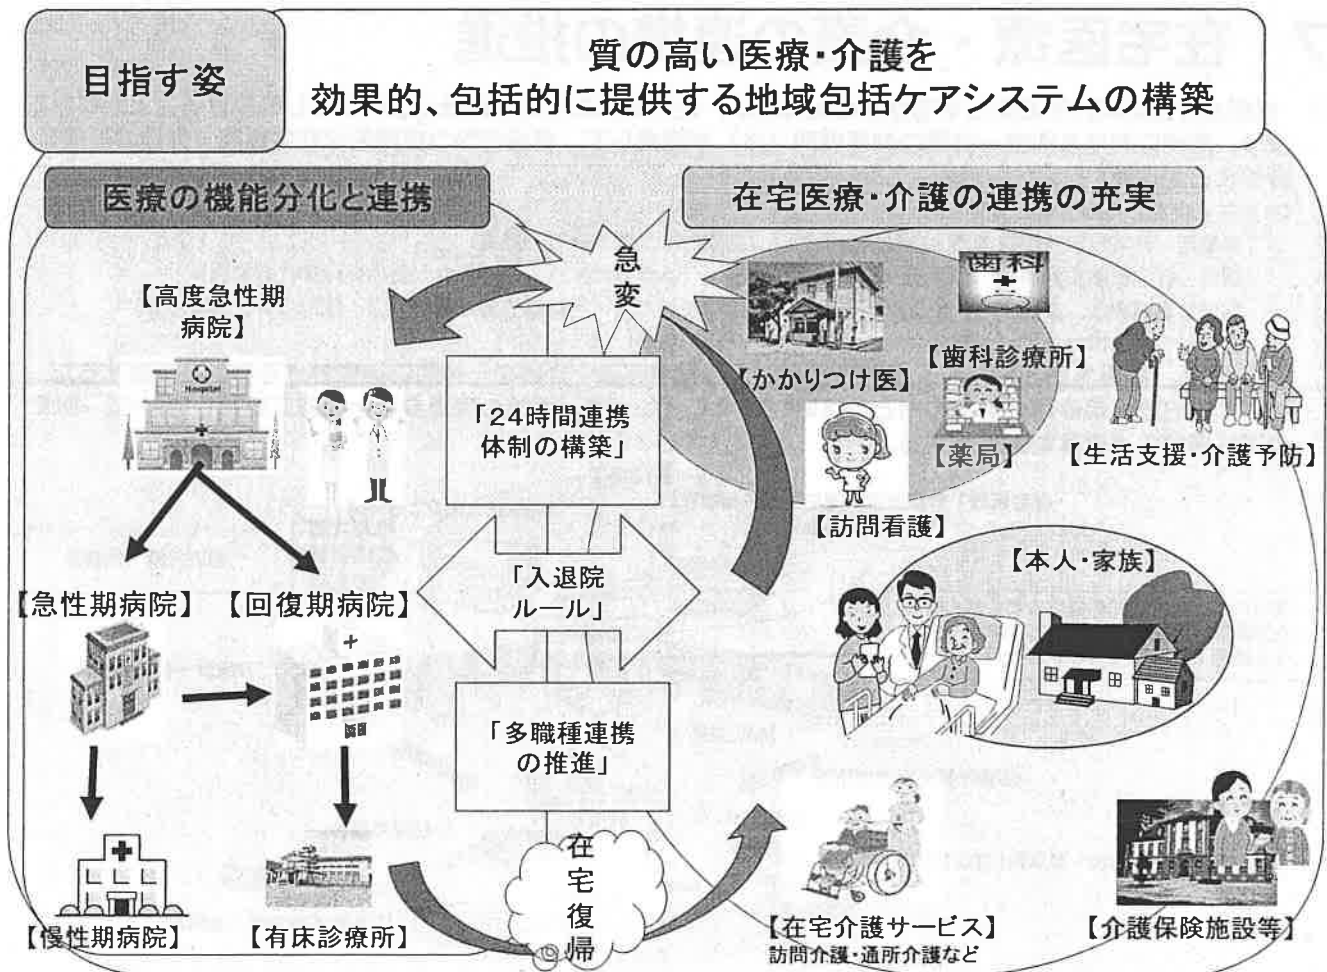 目指す姿
質の高い医療・介護を
効果的、包括的に提供する地域包括ケアシステムの構築
医療の機能分化と連携
在宅医療・介護の連携の充実
急変
【高度急性期
病院】
Hospital
「24時間連携
体制の構築」
歯科
【かかりつけ医】
【歯科診療所】
【薬局】
【訪問看護】
【生活支援・介護予防】
【急性期病院】
【回復期病院】
「入退院
ルール」
【本人・家族】
「多職種連携
の推進」
【慢性期病院】
【有床診療所】
在宅復帰
【在宅介護サービス】
訪問介護・通所介護など
【介護保険施設等】